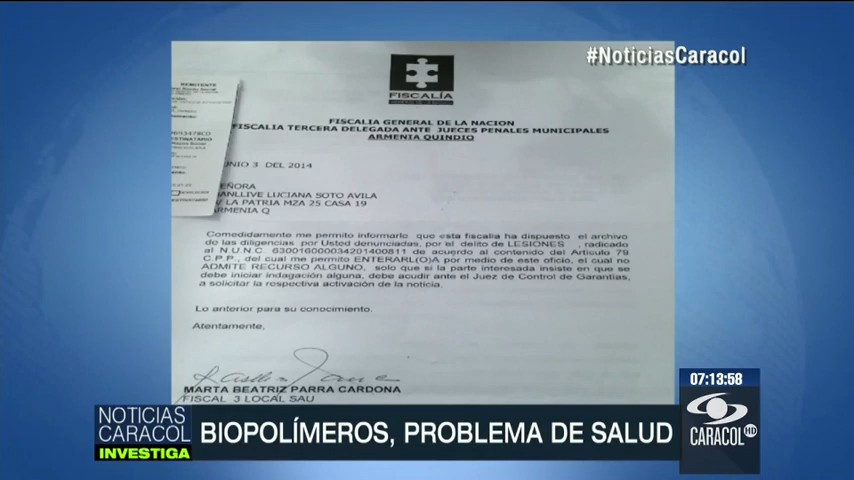 #NoticiasCaracol
REMITENTE
FISCALIA
FISCALIA GENERAL DE LA NACION
FISCALIA TERCERA DELEGADA ANTE JUECES PENALES MUNICIPALES
ARMENIA QUINDIO
UNIO 3 DEL 2014
EÑORA
ANLLIVE LUCIANA SOTO AVILA
LA PATRIA MZA 25 CASA 19
ARMENIA Q
Comedidamente me permito informarle que esta fiscalia ha dispuesto el archivo
de las diligencias por Usted denunciadas, por el delito de LESIONES , radicado
al N.U.N.C. 630016000034201400811 de acuerdo al contenido del Artículo 79
C.P.P., del cual me permito ENTERARL(O)A por medio de este oficio, el cual no
ADMITE RECURSO ALGUNO, solo que si la parte interesada insiste en que se
debe iniciar indagación alguna, debe acudir ante el Juez de Control de Garantías,
a solicitar la respectiva activación de la noticia.
Lo anterior para su conocimiento.
Atentamente,
MARTA BEATRIZ PARRA CARDONA
FISCAL 3 LOCAL SAU
07:13:58
NOTICIAS
CARACOL
INVESTIGA
BIOPOLÍMEROS, PROBLEMA DE SALUD
CARACOL HD